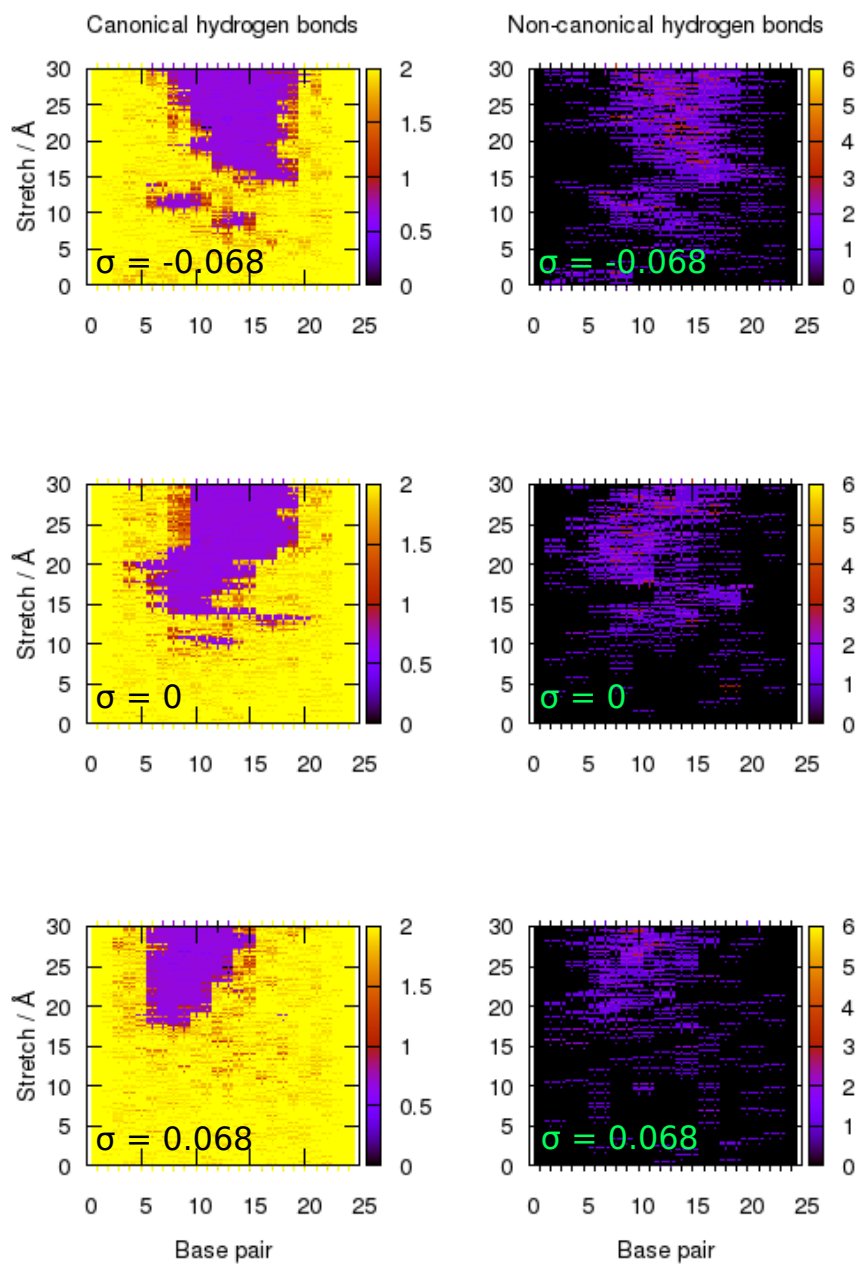 Canonical hydrogen bonds Non-canonical hydrogen bonds
30 2 30 6
25 25 5
1.5
20 20 4
Stretch / Å 15 1 15 3
10 10 2
0.5
5 5 1
σ = -0.068 σ = -0.068
0 0 0 0
0 5 10 15 20 25 0 5 10 15 20 25
30 2 30 6
25 25 5
1.5
20 20 4
Stretch / Å 15 1 15 3
10 10 2
0.5
5 5 1
σ = 0 σ = 0
0 0 0 0
0 5 10 15 20 25 0 5 10 15 20 25
30 2 30 6
25 25 5
1.5
20 20 4
Stretch / Å 15 1 15 3
10 10 2
0.5
5 5 1
σ = 0.068 σ = 0.068
0 0 0 0
0 5 10 15 20 25 0 5 10 15 20 25
Base pair Base pair